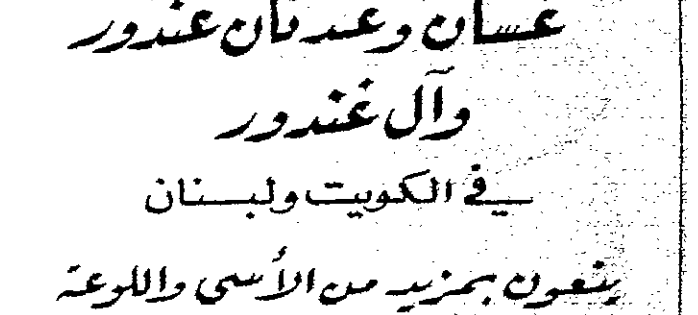 غسان وعدنان غندور
وآل غندور
في الكويت ولبنان
ينعون بمزيد من الأسى واللوعة